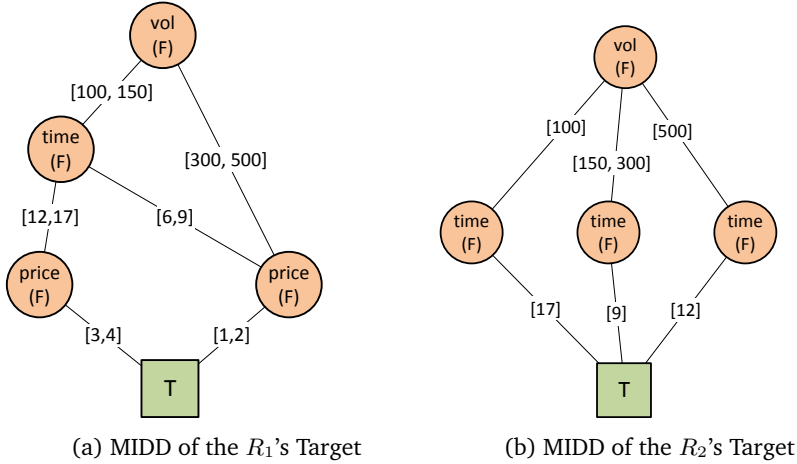 vol
(F)
[100, 150]
time
(F)
[300, 500]
[12,17]
[6,9]
price
(F)
price
(F)
[3,4]
[1,2]
T
(a) MIDD of the R₁'s Target
vol
(F)
[100]
[500]
[150, 300]
time
(F)
time
(F)
time
(F)
[17]
[9]
[12]
T
(b) MIDD of the R₂'s Target